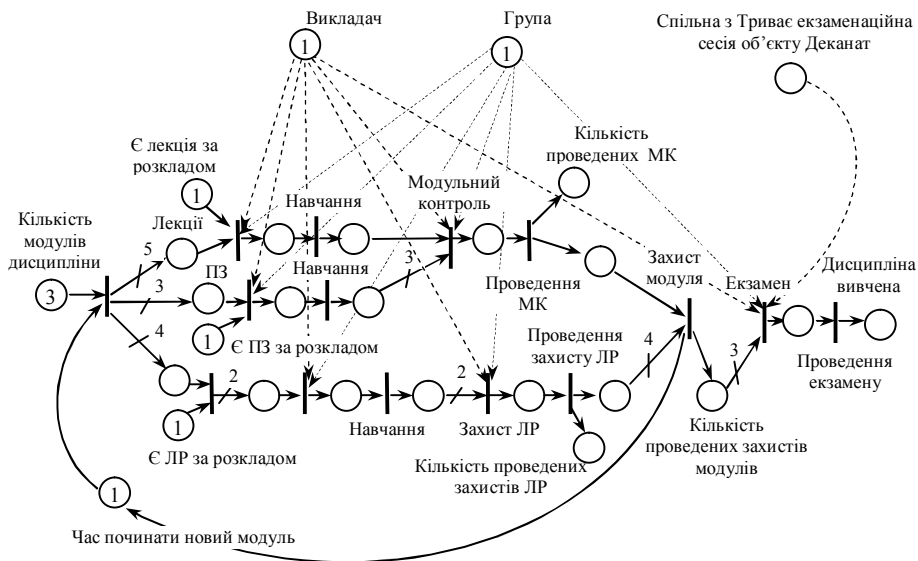 Викладач
Група
Спільна з Триває екзаменаційна
сесія об’єкту Деканат
1
1
Є лекція за
розкладом
1
Кількість
проведених МК
Кількість
модулів
дисципліни
Лекції
Навчання
Модульний
контроль
5
3
3
ПЗ
Навчання
3
Проведення
МК
Захист
модуля
Екзамен
Дисципліна
вивчена
4
1
Є ПЗ за розкладом
Проведення
захисту ЛР
4
3
Проведення
екзамену
2
2
1
Навчання
Захист ЛР
Є ЛР за розкладом
Кількість проведених
захистів ЛР
Кількість
проведених захистів
модулів
1
Час починати новий модуль